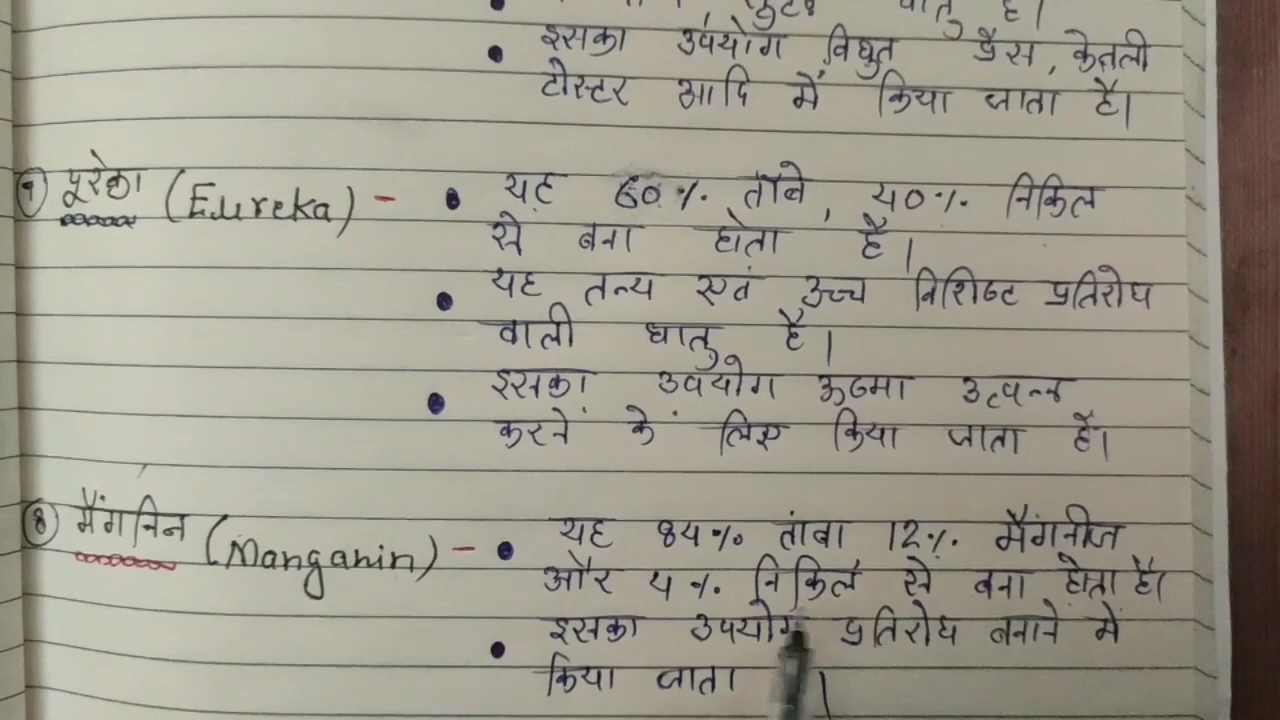 धातु है।
इसका उपयोग विद्युत प्रैस, केतली
टोस्टर आदि में किया जाता है।
7 यूरेका (Eureka) - • यह 60% ताँबे, 40% निकिल
से बना होता है।
• यह तन्य एवं उच्च विशिष्ट प्रतिरोध
वाली धातु है।
• इसका उपयोग ऊष्मा उत्पन्न
करनें कें लिए किया जाता है।
8 मैंगनिन (Manganin) - • यह 84% तांबा 12% मैंगनीज
और 4% निकिल से बना होता है।
• इसका उपयोग प्रतिरोध बनाने में
किया जाता